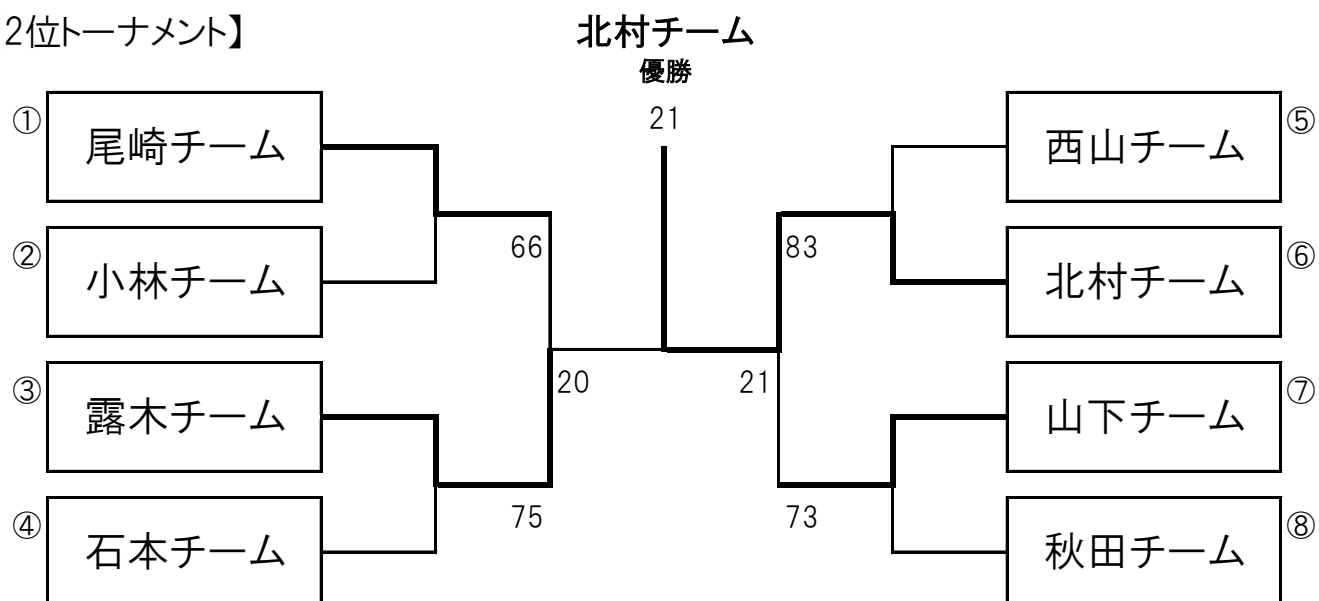 2位トーナメント】
北村チーム
優勝
21
①
尾崎チーム
②
小林チーム
66
③
露木チーム
20
④
石本チーム
75
⑤
西山チーム
83
⑥
北村チーム
21
⑦
山下チーム
73
⑧
秋田チーム